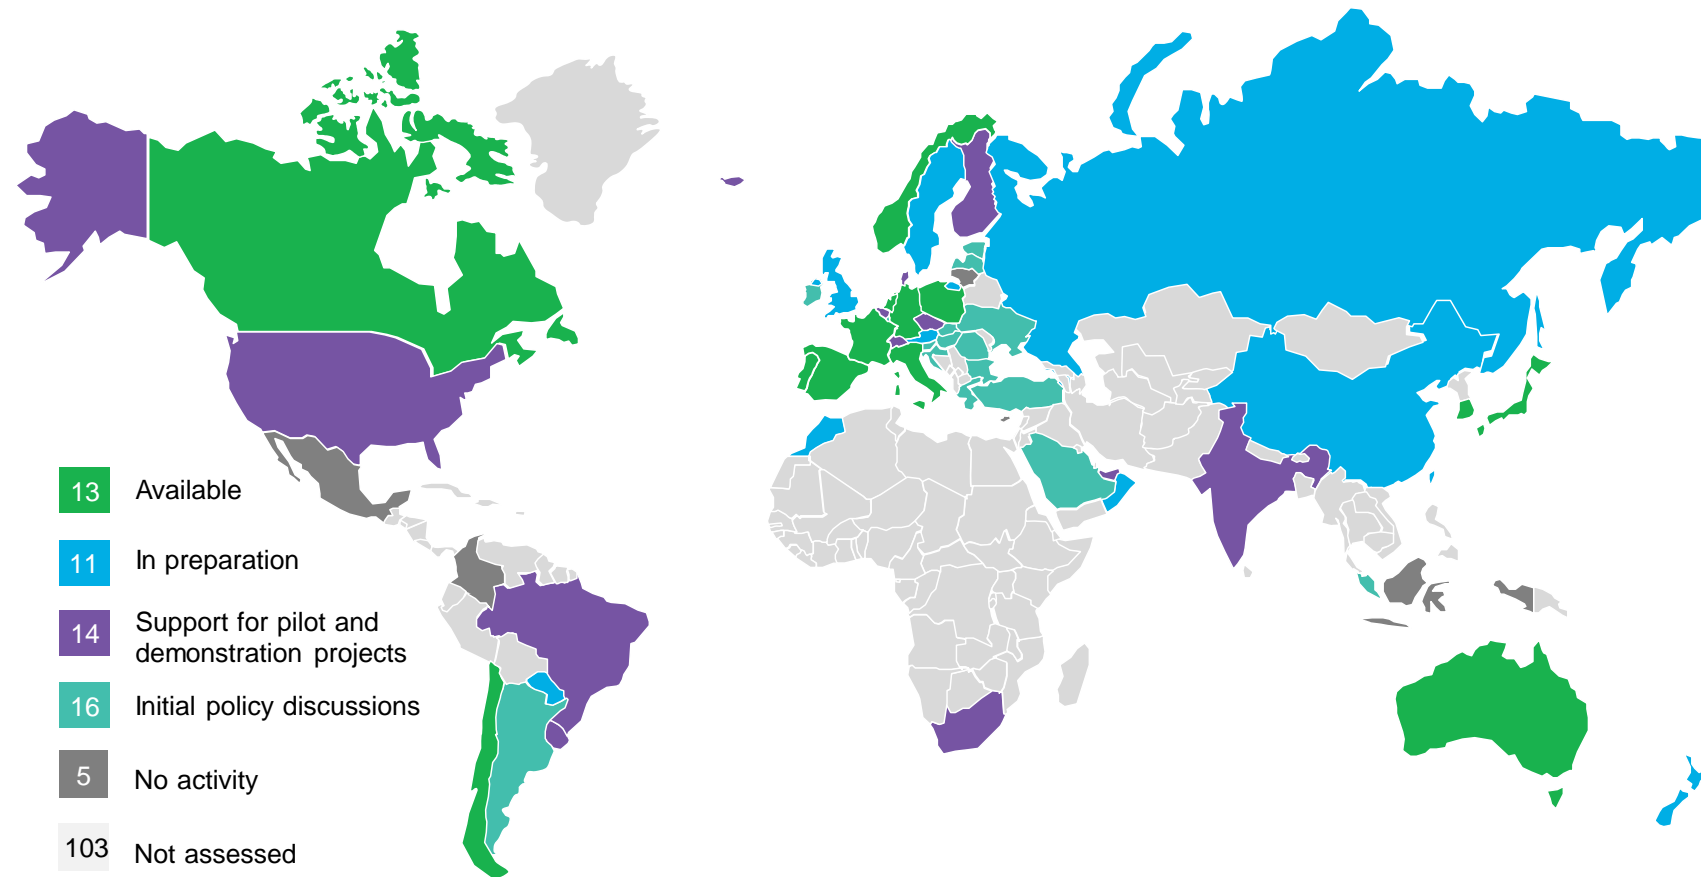 13 Available
11 In preparation
14 Support for pilot and
demonstration projects
16 Initial policy discussions
5 No activity
103 Not assessed